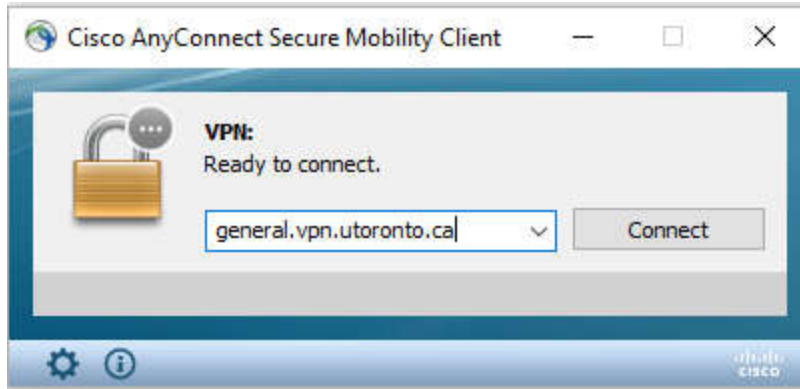 Cisco AnyConnect Secure Mobility Client
VPN:
Ready to connect.
general.vpn.utoronto.ca
Connect
CISCO